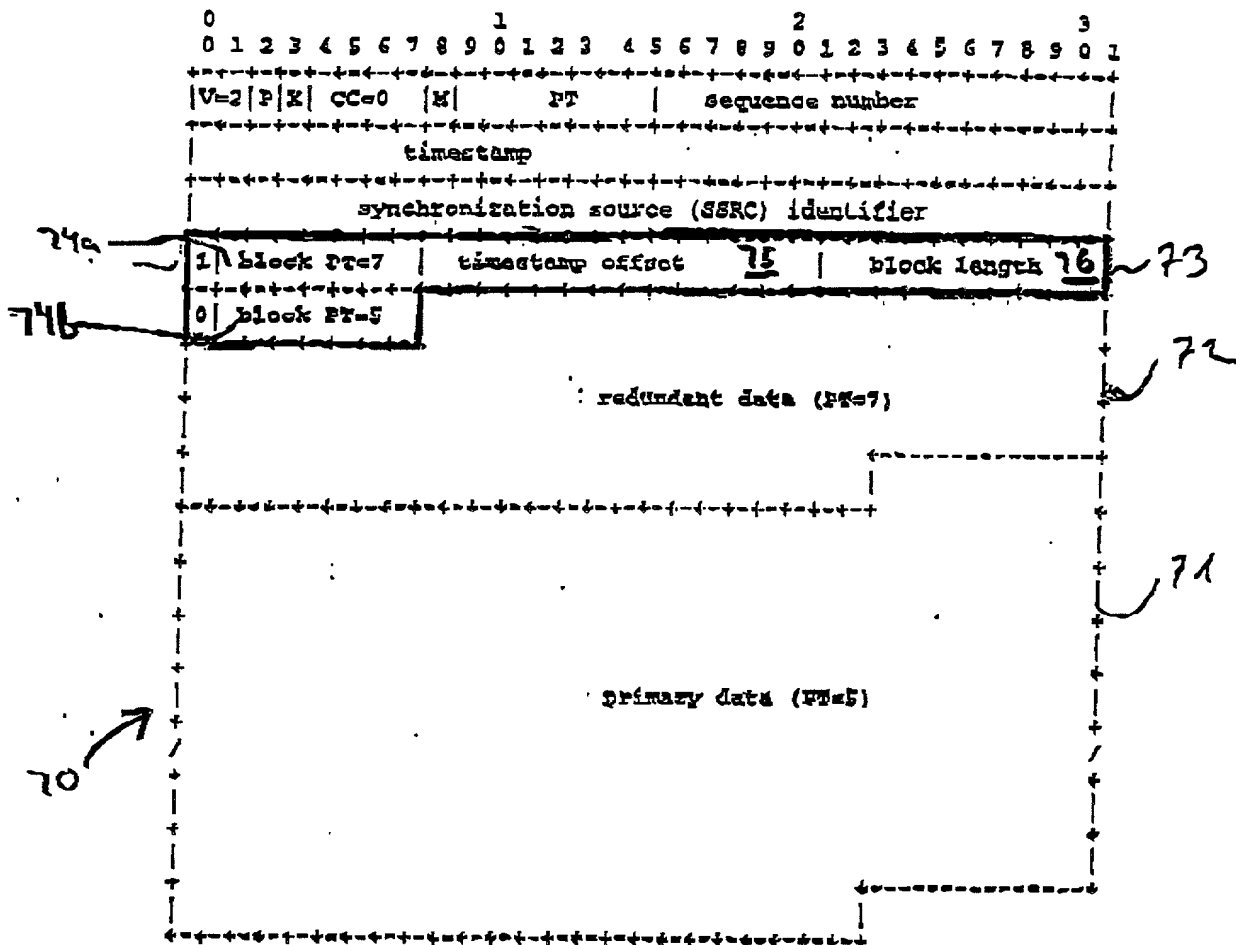 0 1 2 3
0 1 2 3 4 5 6 7 8 9 0 1 2 3 4 5 6 7 8 9 0 1 2 3 4 5 6 7 8 9 0 1
|V=2|P|X| CC=0 |M| PT | sequence number
timestamp
synchronization source (SSRC) identifier
74a
1| block PT=7 | timestamp offset 75 | block length 76
73
74b
0| block PT=5
72
redundant data (PT=7)
71
primary data (PT=5)
70